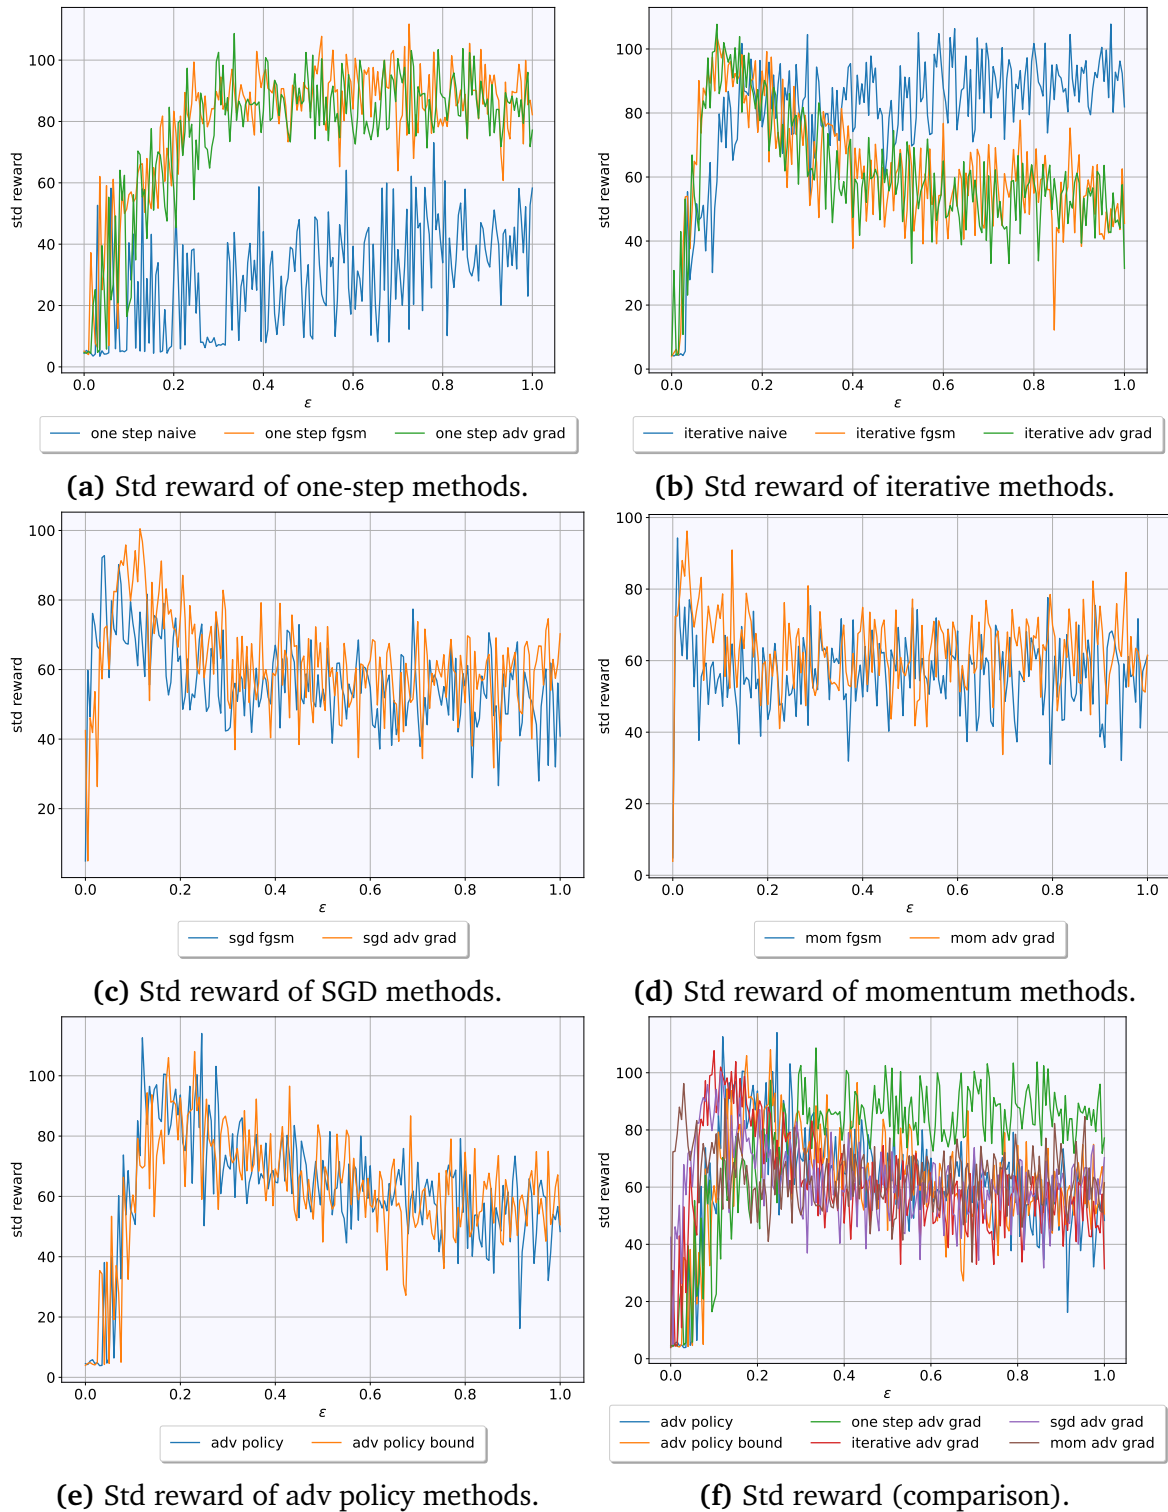 100
80
60
40
20
0
std reward
0.0 0.2 0.4 0.6 0.8 1.0
ε
one step naive one step fgsm one step adv grad
(a) Std reward of one-step methods.
100
80
60
40
20
0
std reward
0.0 0.2 0.4 0.6 0.8 1.0
ε
iterative naive iterative fgsm iterative adv grad
(b) Std reward of iterative methods.
100
80
60
40
20
std reward
0.0 0.2 0.4 0.6 0.8 1.0
ε
sgd fgsm sgd adv grad
(c) Std reward of SGD methods.
100
80
60
40
20
0
std reward
0.0 0.2 0.4 0.6 0.8 1.0
ε
mom fgsm mom adv grad
(d) Std reward of momentum methods.
100
80
60
40
20
0
std reward
0.0 0.2 0.4 0.6 0.8 1.0
ε
adv policy adv policy bound
(e) Std reward of adv policy methods.
100
80
60
40
20
0
std reward
0.0 0.2 0.4 0.6 0.8 1.0
ε
adv policy one step adv grad sgd adv grad
adv policy bound iterative adv grad mom adv grad
(f) Std reward (comparison).